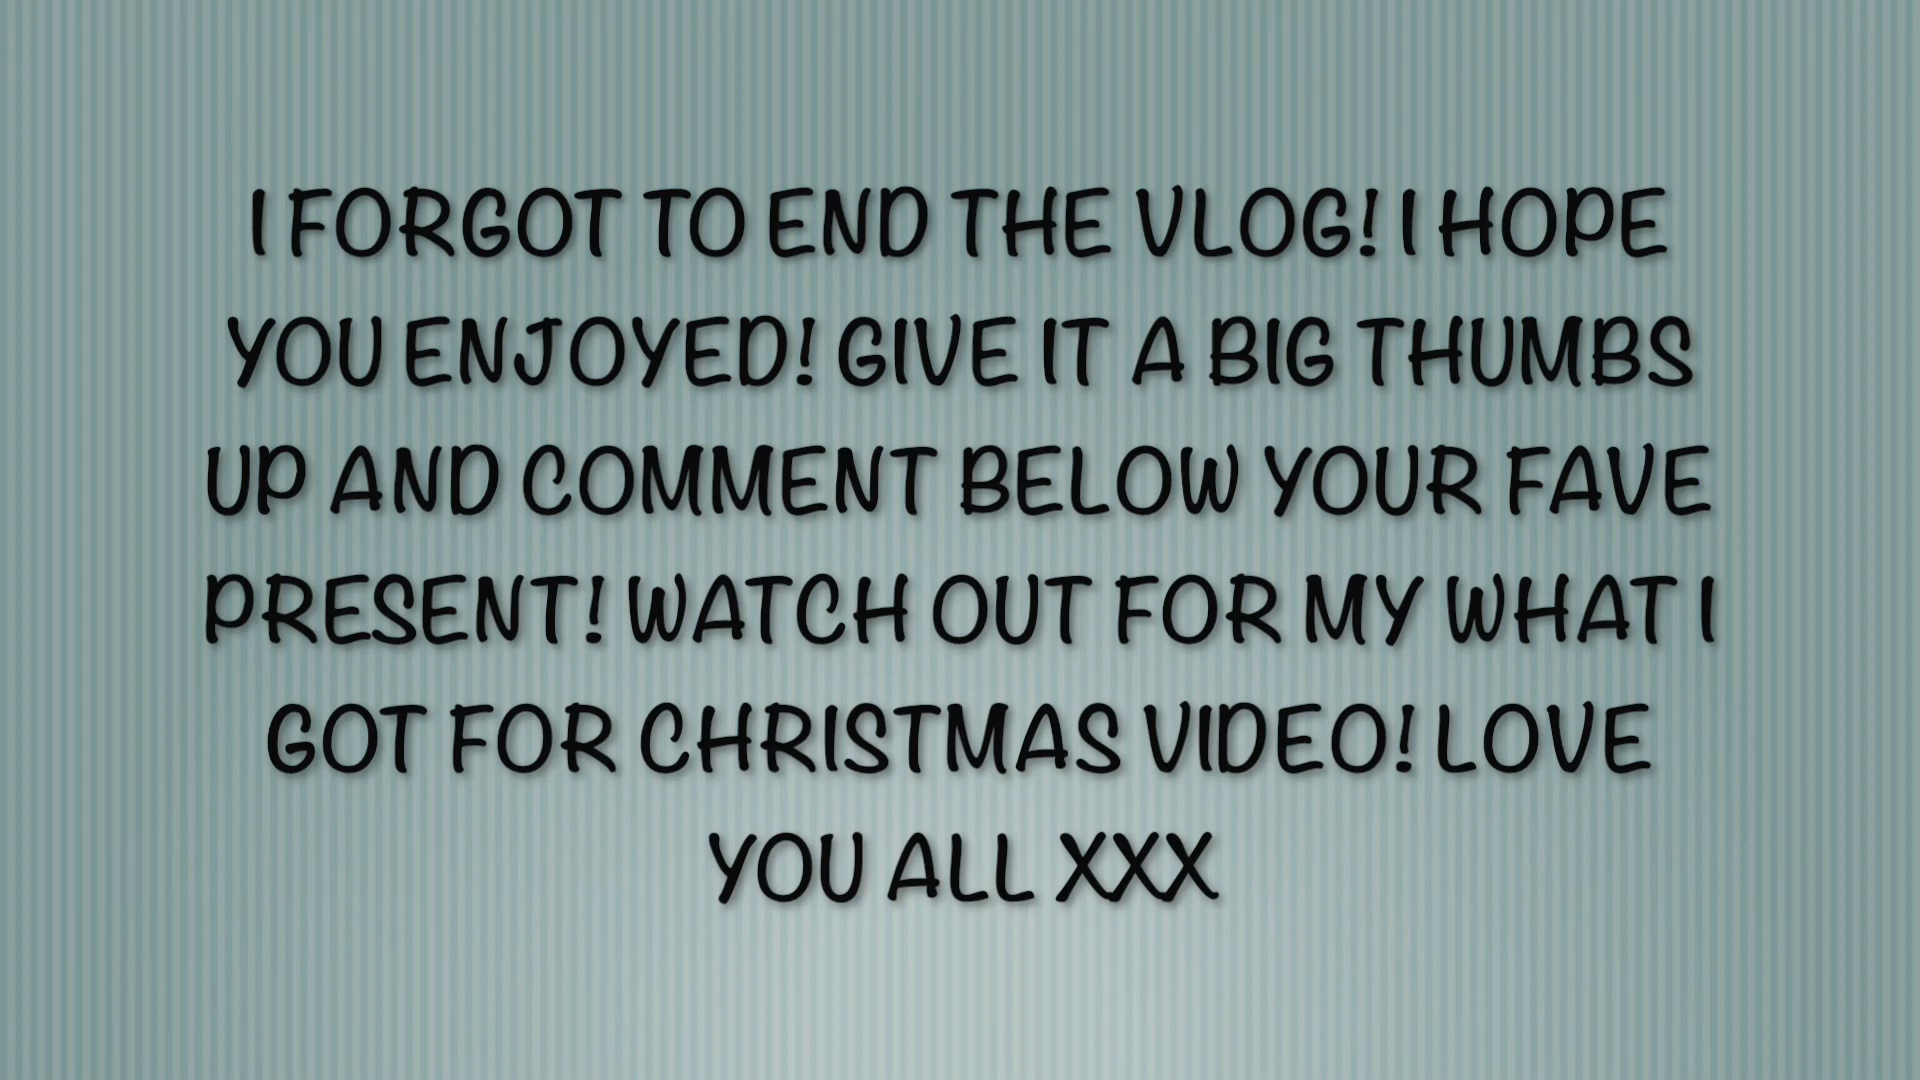 I FORGOT TO END THE VLOG! I HOPE
YOU ENJOYED! GIVE IT A BIG THUMBS
UP AND COMMENT BELOW YOUR FAVE
PRESENT! WATCH OUT FOR MY WHAT I
GOT FOR CHRISTMAS VIDEO! LOVE
YOU ALL XXX